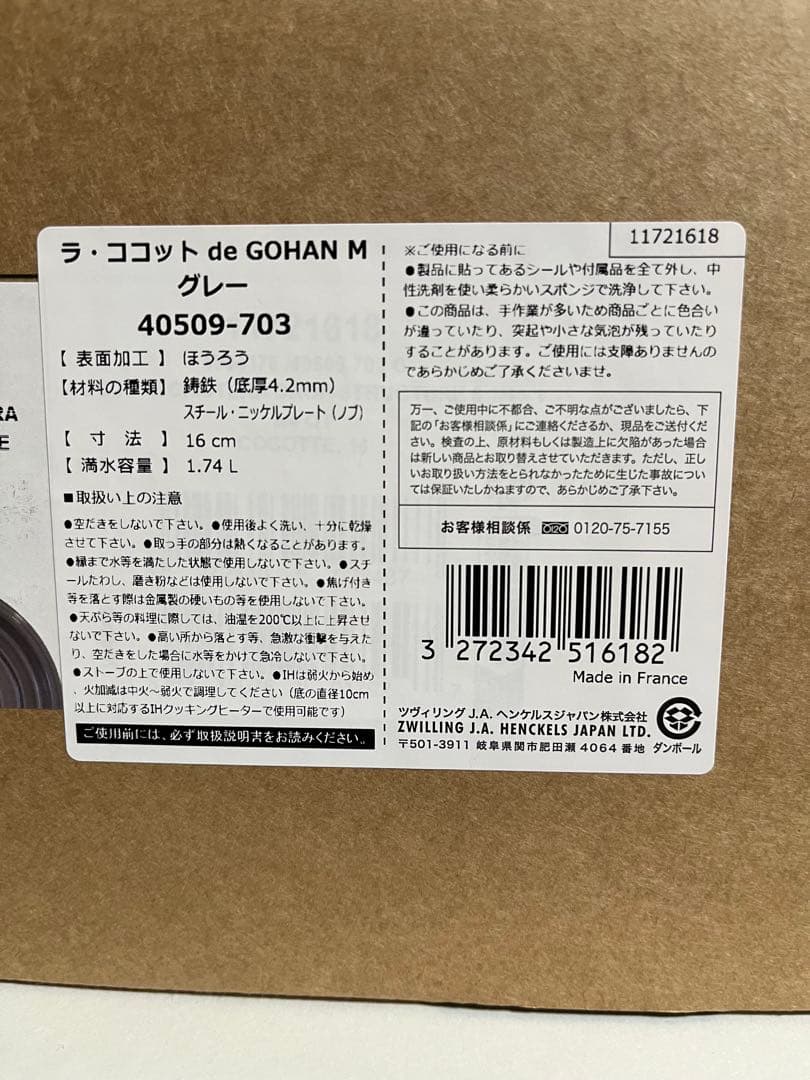 ラ・ココット de GOHAN M
グレー
40509-703
【 表面加工 】 ほうろう
【材料の種類】 鋳鉄（底厚4.2mm）
スチール・ニッケルプレート（ノブ）
【 寸　法 】 16 cm
【 満水容量 】 1.74 L
■取扱い上の注意
●空だきをしないで下さい。●使用後よく洗い、十分に乾燥
させて下さい。●取っ手の部分は熱くなることがあります。
●縁まで水等を満たした状態で使用しないで下さい。●スチ
ールたわし、磨き粉などは使用しないで下さい。●焦げ付き
等を落とす際は金属製の硬いもの等を使用しないで下さい。
●天ぷら等の料理に際しては、油温を200℃以上に上昇させ
ないで下さい。●高い所から落とす等、急激な衝撃を与えた
り、空だきをした場合に水等をかけて急冷しないで下さい。
●ストーブの上で使用しないで下さい。●IHは弱火から始め
、火加減は中火～弱火で調理してください（底の直径10cm
以上に対応するIHクッキングヒーターで使用可能です）
ご使用前には、必ず取扱説明書をお読みください。
11721618
※ご使用になる前に
●製品に貼ってあるシールや付属品を全て外し、中
性洗剤を使い柔らかいスポンジで洗浄して下さい。
●この商品は、手作業が多いため商品ごとに色合い
が違っていたり、突起や小さな気泡が残っていたり
することがあります。ご使用には支障ありませんの
であらかじめご了承くださいませ。
万一、ご使用中に不都合、ご不明な点がございましたら、下
記の「お客様相談係」にご連絡くださるか、現品をご送付くださ
い。検査の上、原材料もしくは製造上に欠陥があった場合
は新しい商品とお取り替えさせていただきます。ただし、正し
いお取り扱い方法をとられなかったために生じた事故につい
ては保証いたしかねますので、あらかじめご了承下さい。
お客様相談係 0120-75-7155
3 272342 516182
Made in France
ツヴィリング J.A. ヘンケルスジャパン株式会社
ZWILLING J.A. HENCKELS JAPAN LTD.
〒501-3911 岐阜県関市肥田瀬 4064 番地
ダンボール
RA
E